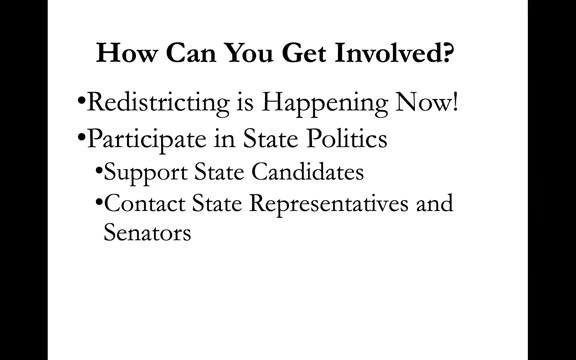 How Can You Get Involved?
•Redistricting is Happening Now!
•Participate in State Politics
•Support State Candidates
•Contact State Representatives and
Senators